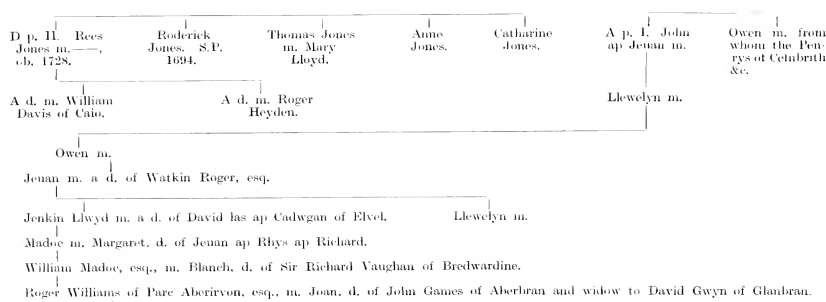 D p. II. Rees Jones m.——, ob. 1728.
Roderick Jones. S.P. 1694.
Thomas Jones m. Mary Lloyd.
Anne Jones.
Catharine Jones.
A p. I. John ap Jeuan m.
Owen m. from whom the Penrys of Cefnbrith &c.
A d. m. William Davis of Caio.
A d. m. Roger Heyden.
Llewelyn m.
Owen m.
Jeuan m. a d. of Watkin Roger, esq.
Jenkin Llwyd m. a d. of David las ap Cadwgan of Elvel.
Llewelyn m.
Madoc m. Margaret, d. of Jeuan ap Rhys ap Richard.
William Madoc, esq., m. Blanch, d. of Sir Richard Vaughan of Bredwardine.
Roger Williams of Parc Aberirvon, esq., m. Joan, d. of John Games of Aberbran and widow to David Gwyn of Glanbran.